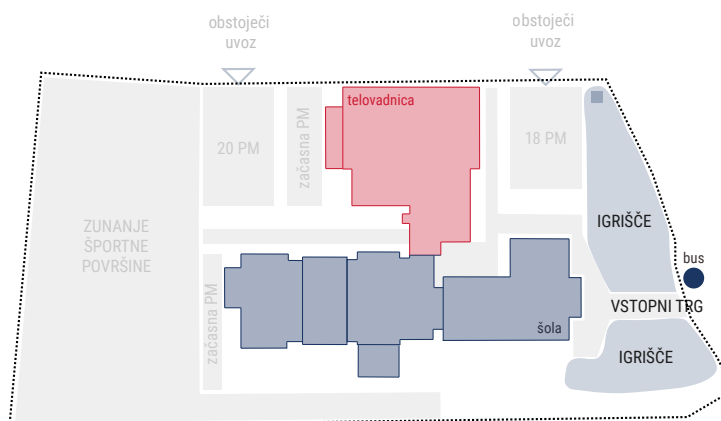 obstoječi
uvoz
obstoječi
uvoz
telovadnica
20 PM
začasna PM
18 PM
ZUNANJE
ŠPORTNE
POVRŠINE
IGRIŠČE
bus
začasna PM
VSTOPNI TRG
šola
IGRIŠČE